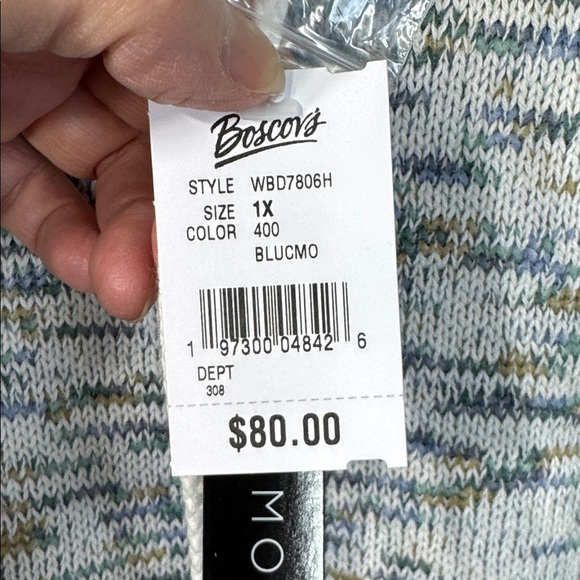 Boscov's
STYLE WBD7806H
SIZE 1X
COLOR 400
BLUCMO
1 97300 04842 6
DEPT
308
$80.00
MO